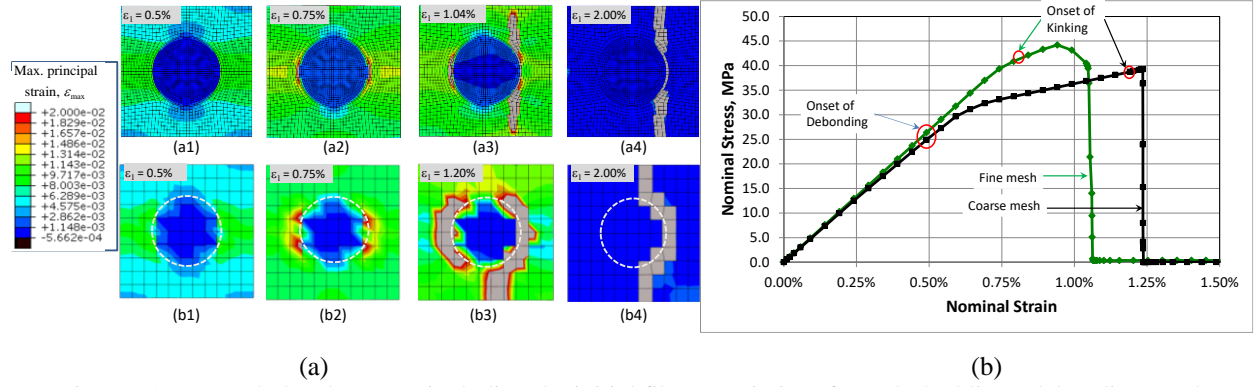 ε1 = 0.5%
ε1 = 0.75%
ε1 = 1.04%
ε1 = 2.00%
Max. principal
strain, εmax
+2.000e-02
+1.829e-02
+1.657e-02
+1.486e-02
+1.314e-02
+1.143e-02
+9.717e-03
+8.003e-03
+6.289e-03
+4.575e-03
+2.862e-03
+1.148e-03
-5.662e-04
(a1)
(a2)
(a3)
(a4)
ε1 = 0.5%
ε1 = 0.75%
ε1 = 1.20%
ε1 = 2.00%
(b1)
(b2)
(b3)
(b4)
(a)
Nominal Stress, MPa
50.0
45.0
40.0
35.0
30.0
25.0
20.0
15.0
10.0
5.0
0.0
Onset of
Kinking
Onset of
Debonding
Fine mesh
Coarse mesh
0.00%
0.25%
0.50%
0.75%
1.00%
1.25%
1.50%
Nominal Strain
(b)